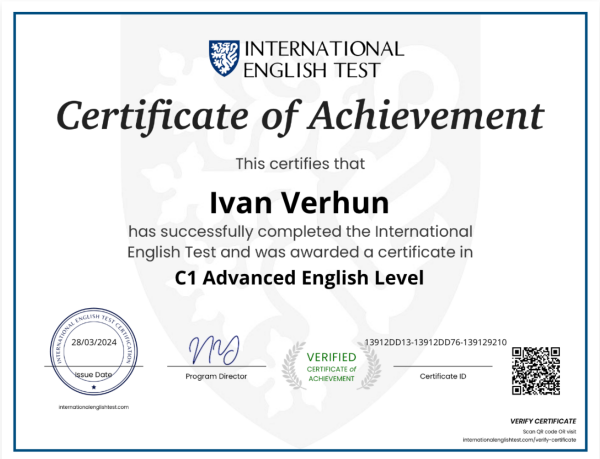 INTERNATIONAL
ENGLISH TEST
Certificate of Achievement
This certifies that
Ivan Verhun
has successfully completed the International
English Test and was awarded a certificate in
C1 Advanced English Level
INTERNATIONAL ENGLISH TEST CERTIFICATION
28/03/2024
Issue Date
internationalenglishtest.com
Program Director
VERIFIED
CERTIFICATE of
ACHIEVEMENT
13912DD13-13912DD76-139129210
Certificate ID
VERIFY CERTIFICATE
Scan QR code OR visit
internationalenglishtest.com/verify-certificate